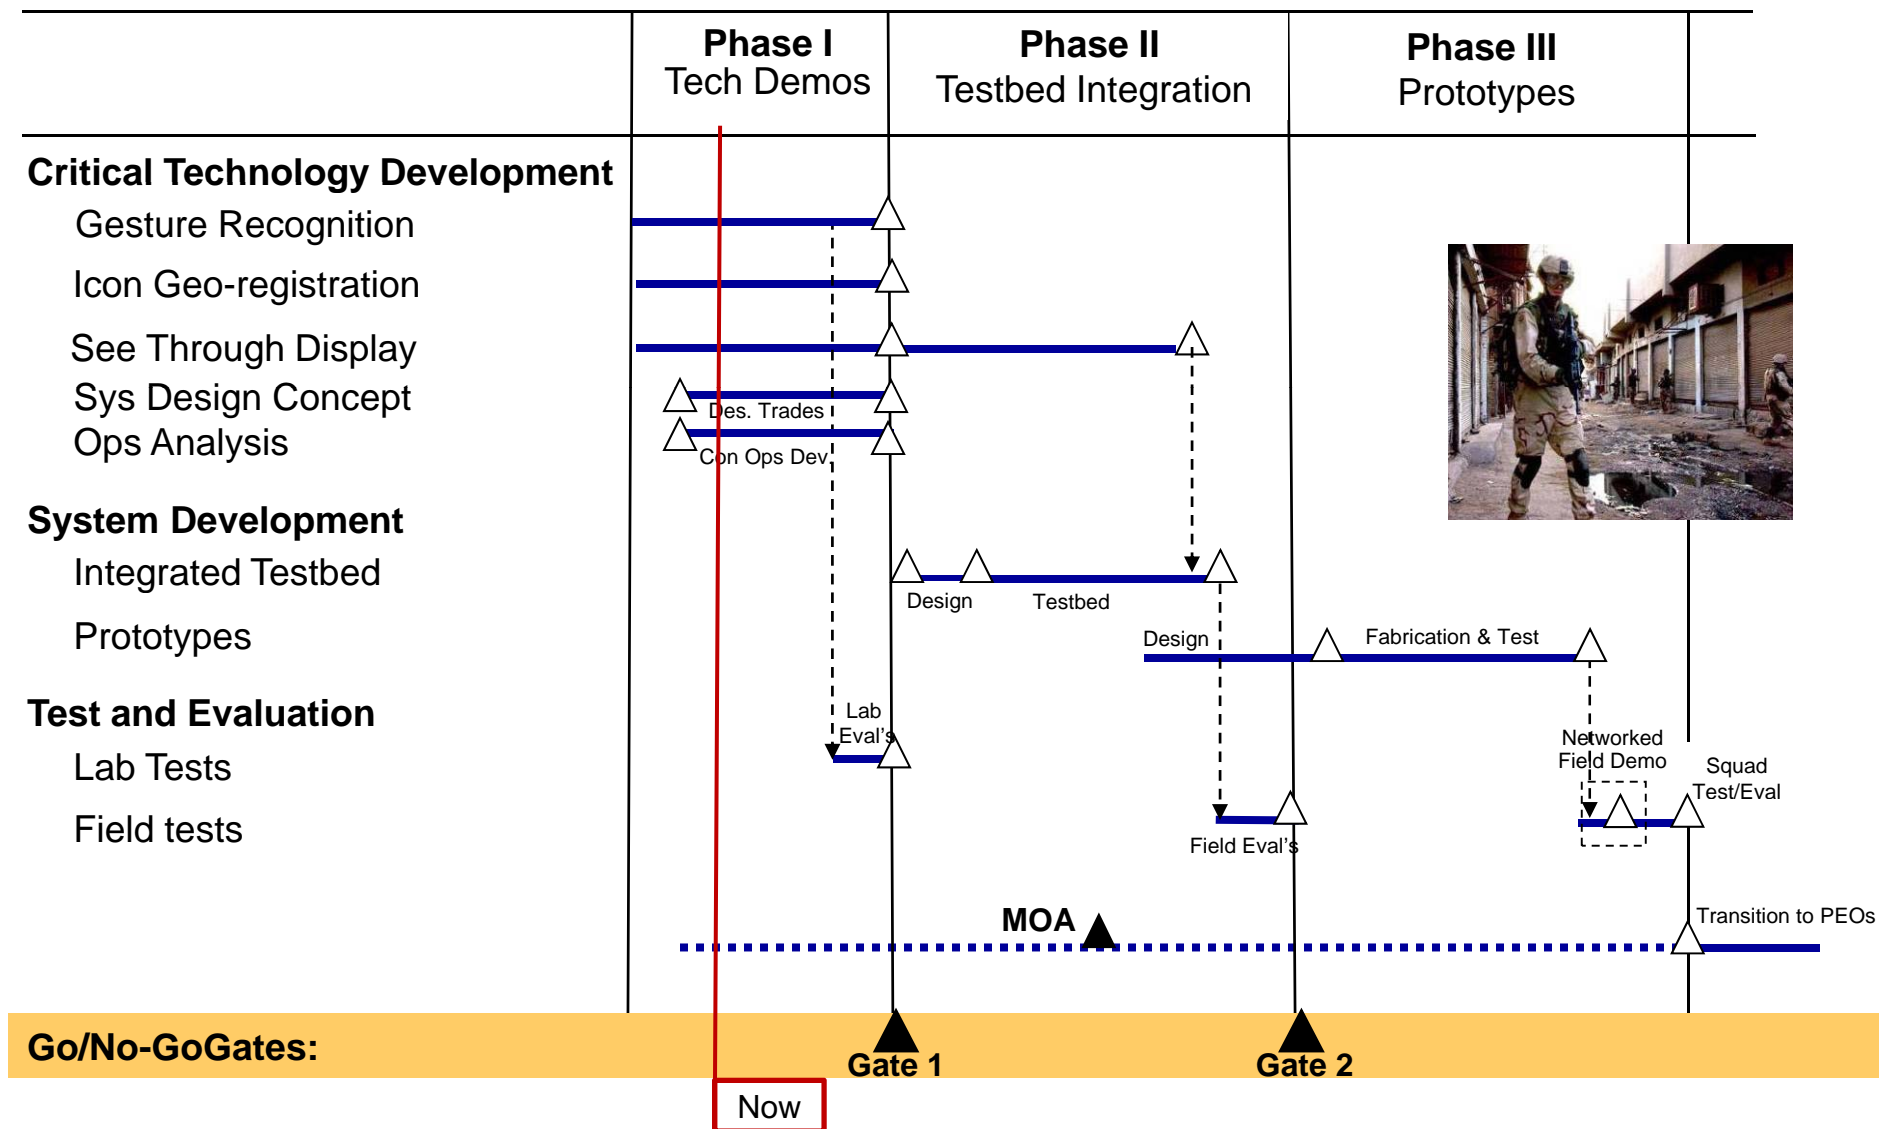 Phase I
Tech Demos
Phase II
Testbed Integration
Phase III
Prototypes
Critical Technology Development
Gesture Recognition
Icon Geo-registration
See Through Display
Sys Design Concept
Des. Trades
Ops Analysis
Con Ops Dev.
System Development
Integrated Testbed
Design
Testbed
Prototypes
Design
Fabrication & Test
Test and Evaluation
Lab
Eval's
Lab Tests
Networked
Field Demo
Squad
Test/Eval
Field tests
Field Eval's
MOA
Transition to PEOs
Go/No-GoGates:
Gate 1
Gate 2
Now